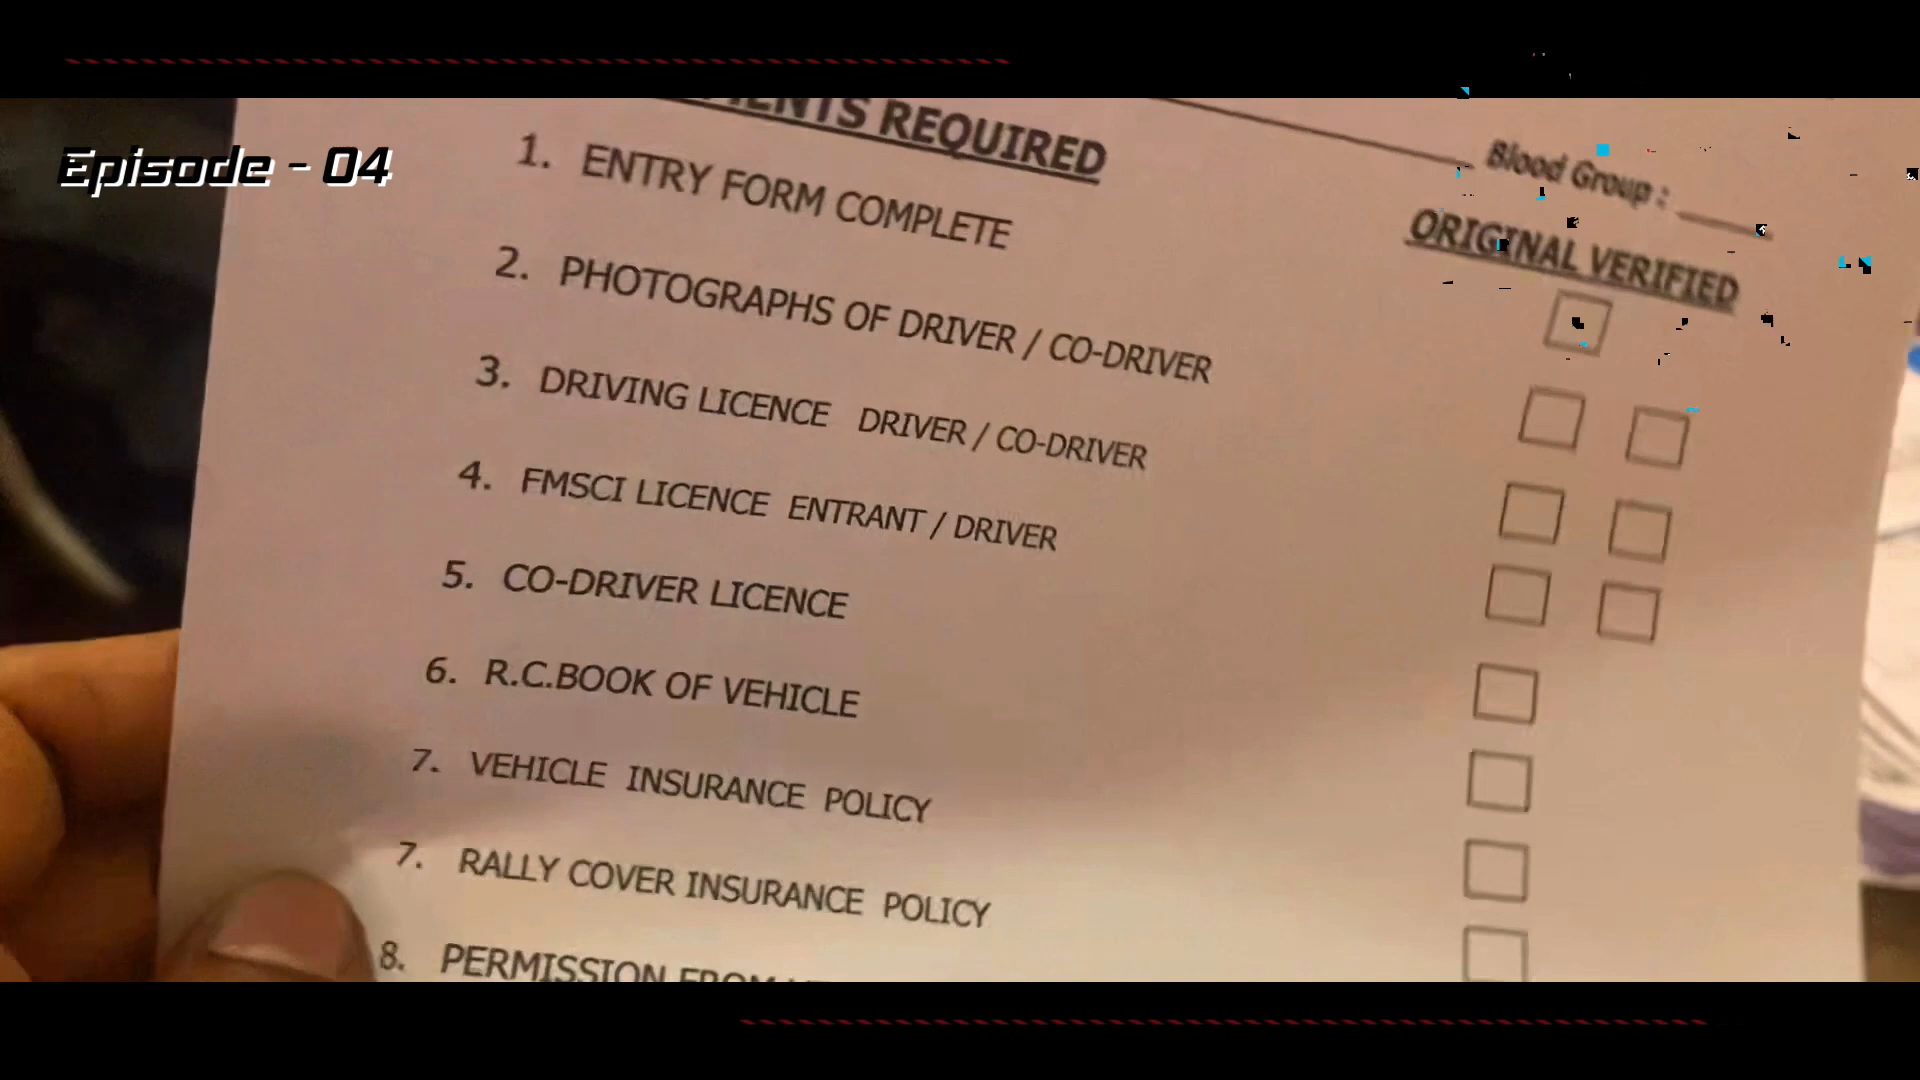 Episode - 04
REQUIRED
Blood Group :
ORIGINAL VERIFIED
1. ENTRY FORM COMPLETE
2. PHOTOGRAPHS OF DRIVER / CO-DRIVER
3. DRIVING LICENCE DRIVER / CO-DRIVER
4. FMSCI LICENCE ENTRANT / DRIVER
5. CO-DRIVER LICENCE
6. R.C.BOOK OF VEHICLE
7. VEHICLE INSURANCE POLICY
7. RALLY COVER INSURANCE POLICY
8. PERMISSION FROM